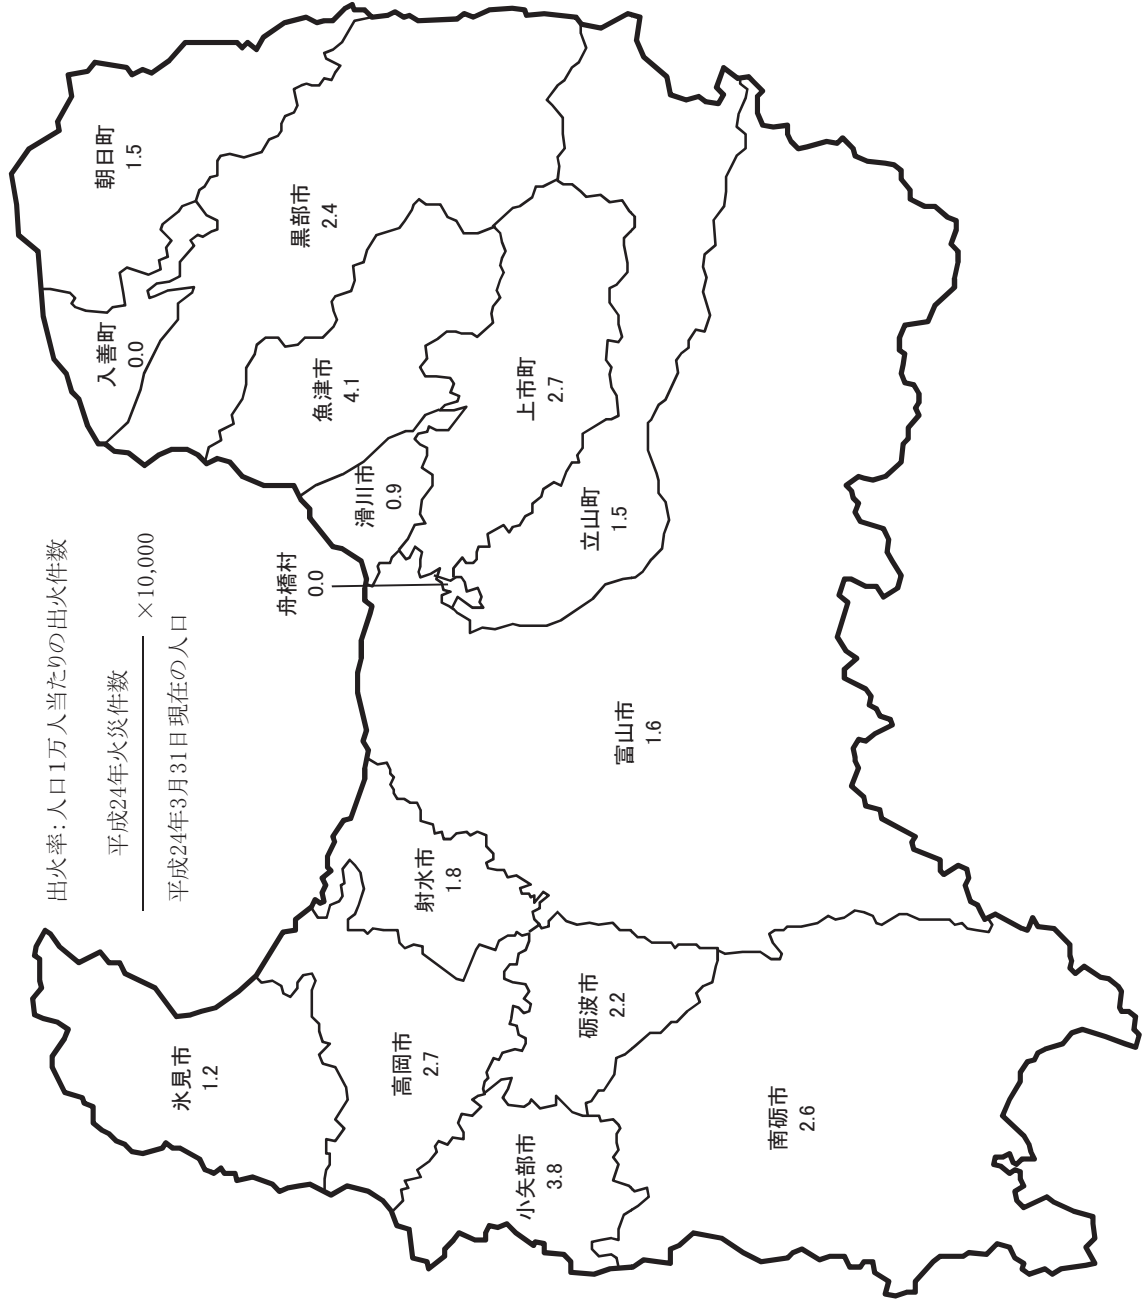 出火率:人口1万人当たりの出火件数
平成24年火災件数
×10,000
平成24年3月31日現在の人口
氷見市
1.2
高岡市
2.7
小矢部市
3.8
砺波市
2.2
南砺市
2.6
射水市
1.8
富山市
1.6
舟橋村
0.0
立山町
1.5
滑川市
0.9
上市町
2.7
魚津市
4.1
黒部市
2.4
入善町
0.0
朝日町
1.5